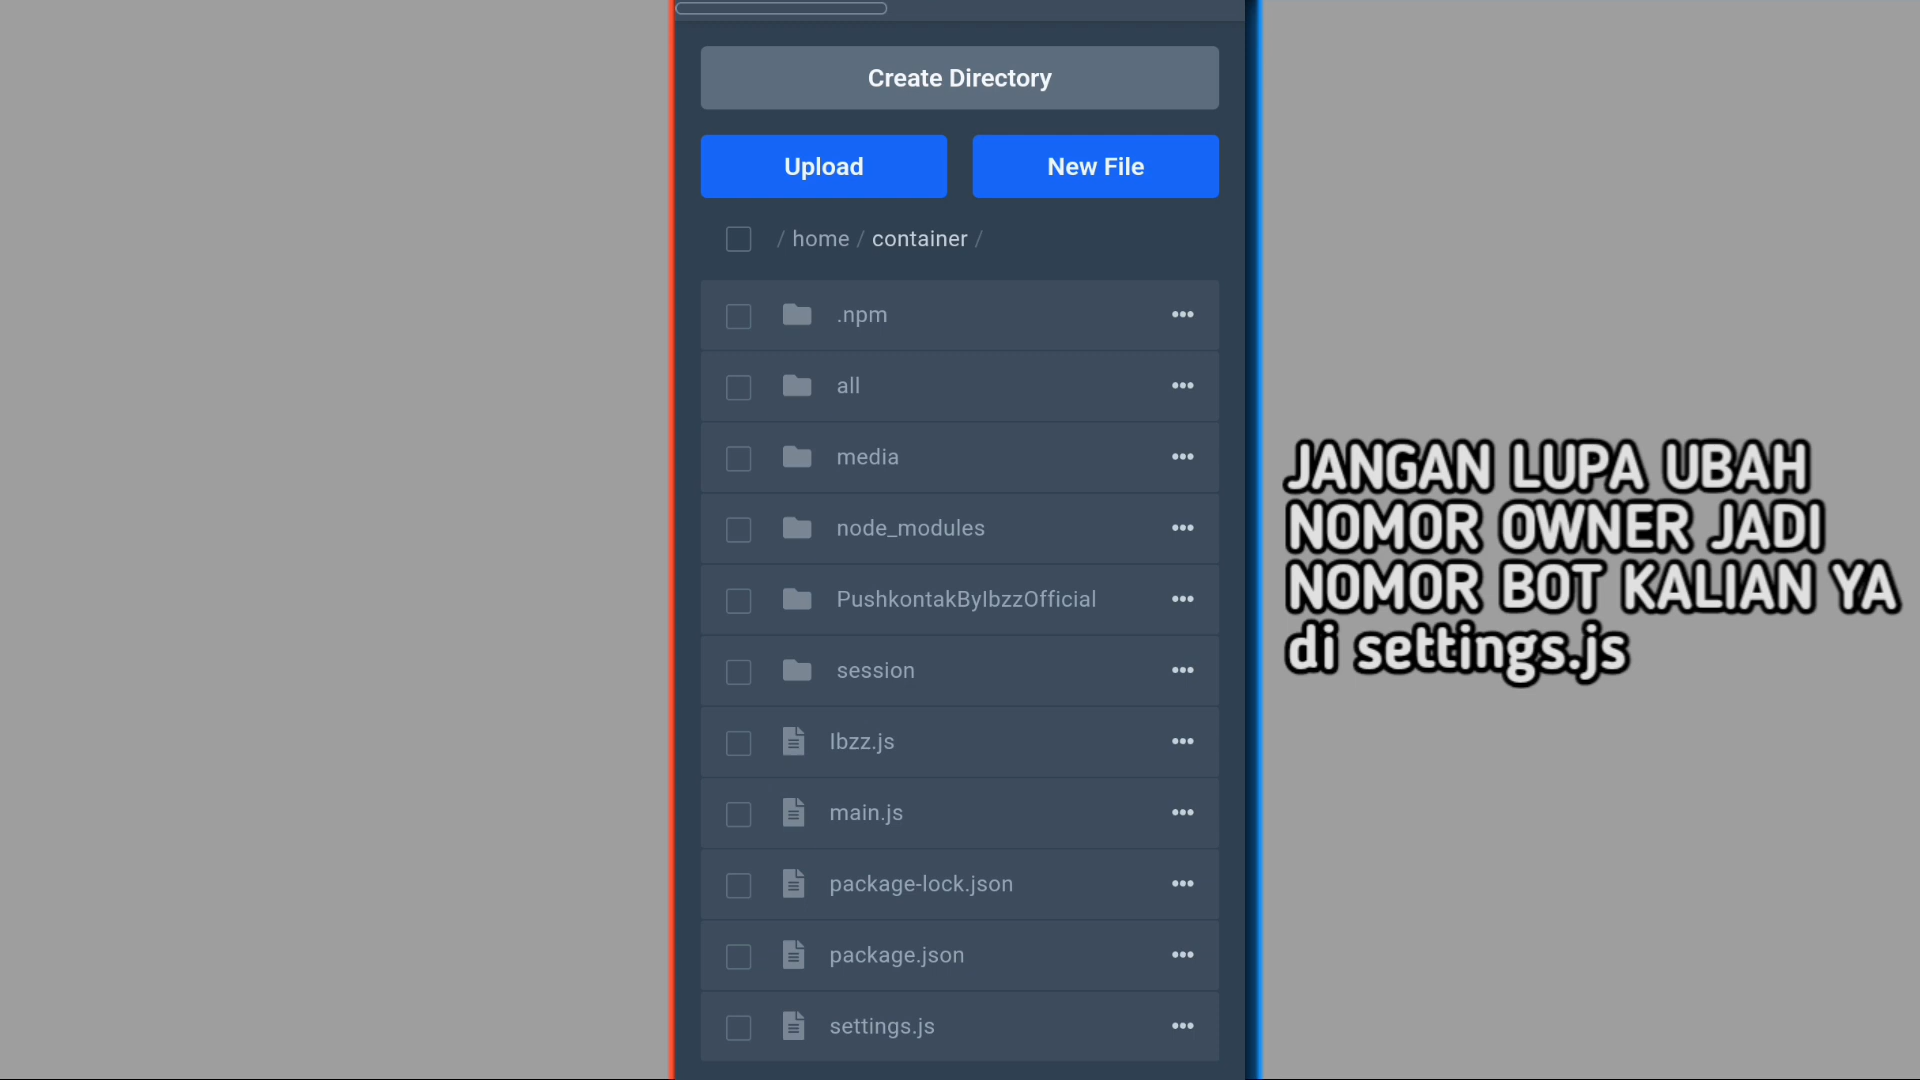 Create Directory
Upload
New File
/ home / container /
.npm
all
media
node_modules
PushkontakByIbzzOfficial
session
Ibzz.js
main.js
package-lock.json
package.json
settings.js
JANGAN LUPA UBAH
NOMOR OWNER JADI
NOMOR BOT KALIAN YA
di settings.js